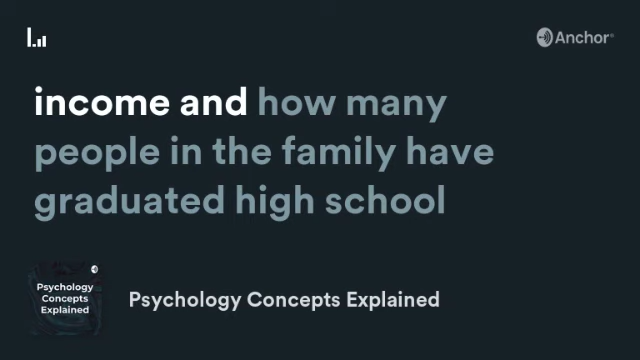 Anchor
income and how many
people in the family have
graduated high school
Psychology
Concepts
Explained
Psychology Concepts Explained